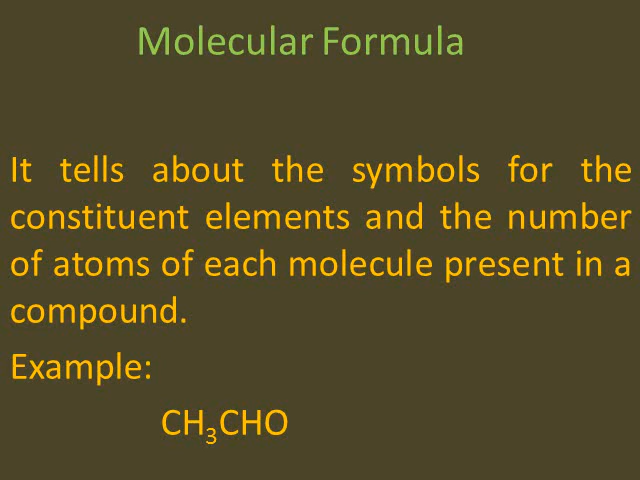 Molecular Formula
It tells about the symbols for the
constituent elements and the number
of atoms of each molecule present in a
compound.
Example:
CH₃CHO